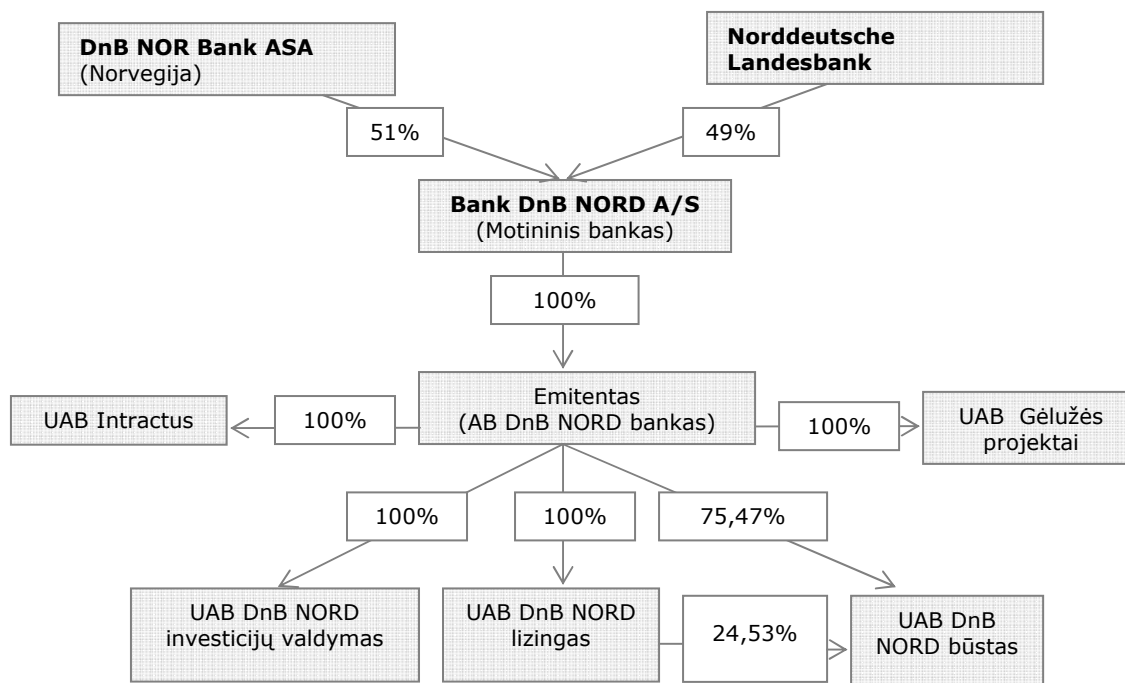 DnB NOR Bank ASA
(Norvegija)
Norddeutsche
Landesbank
51%
49%
Bank DnB NORD A/S
(Motininis bankas)
100%
Emitentas
(AB DnB NORD bankas)
UAB Intractus
100%
100%
UAB Gėlužės
projektai
100%
100%
75,47%
UAB DnB NORD
investicijų valdymas
UAB DnB NORD
lizingas
24,53%
UAB DnB
NORD būstas